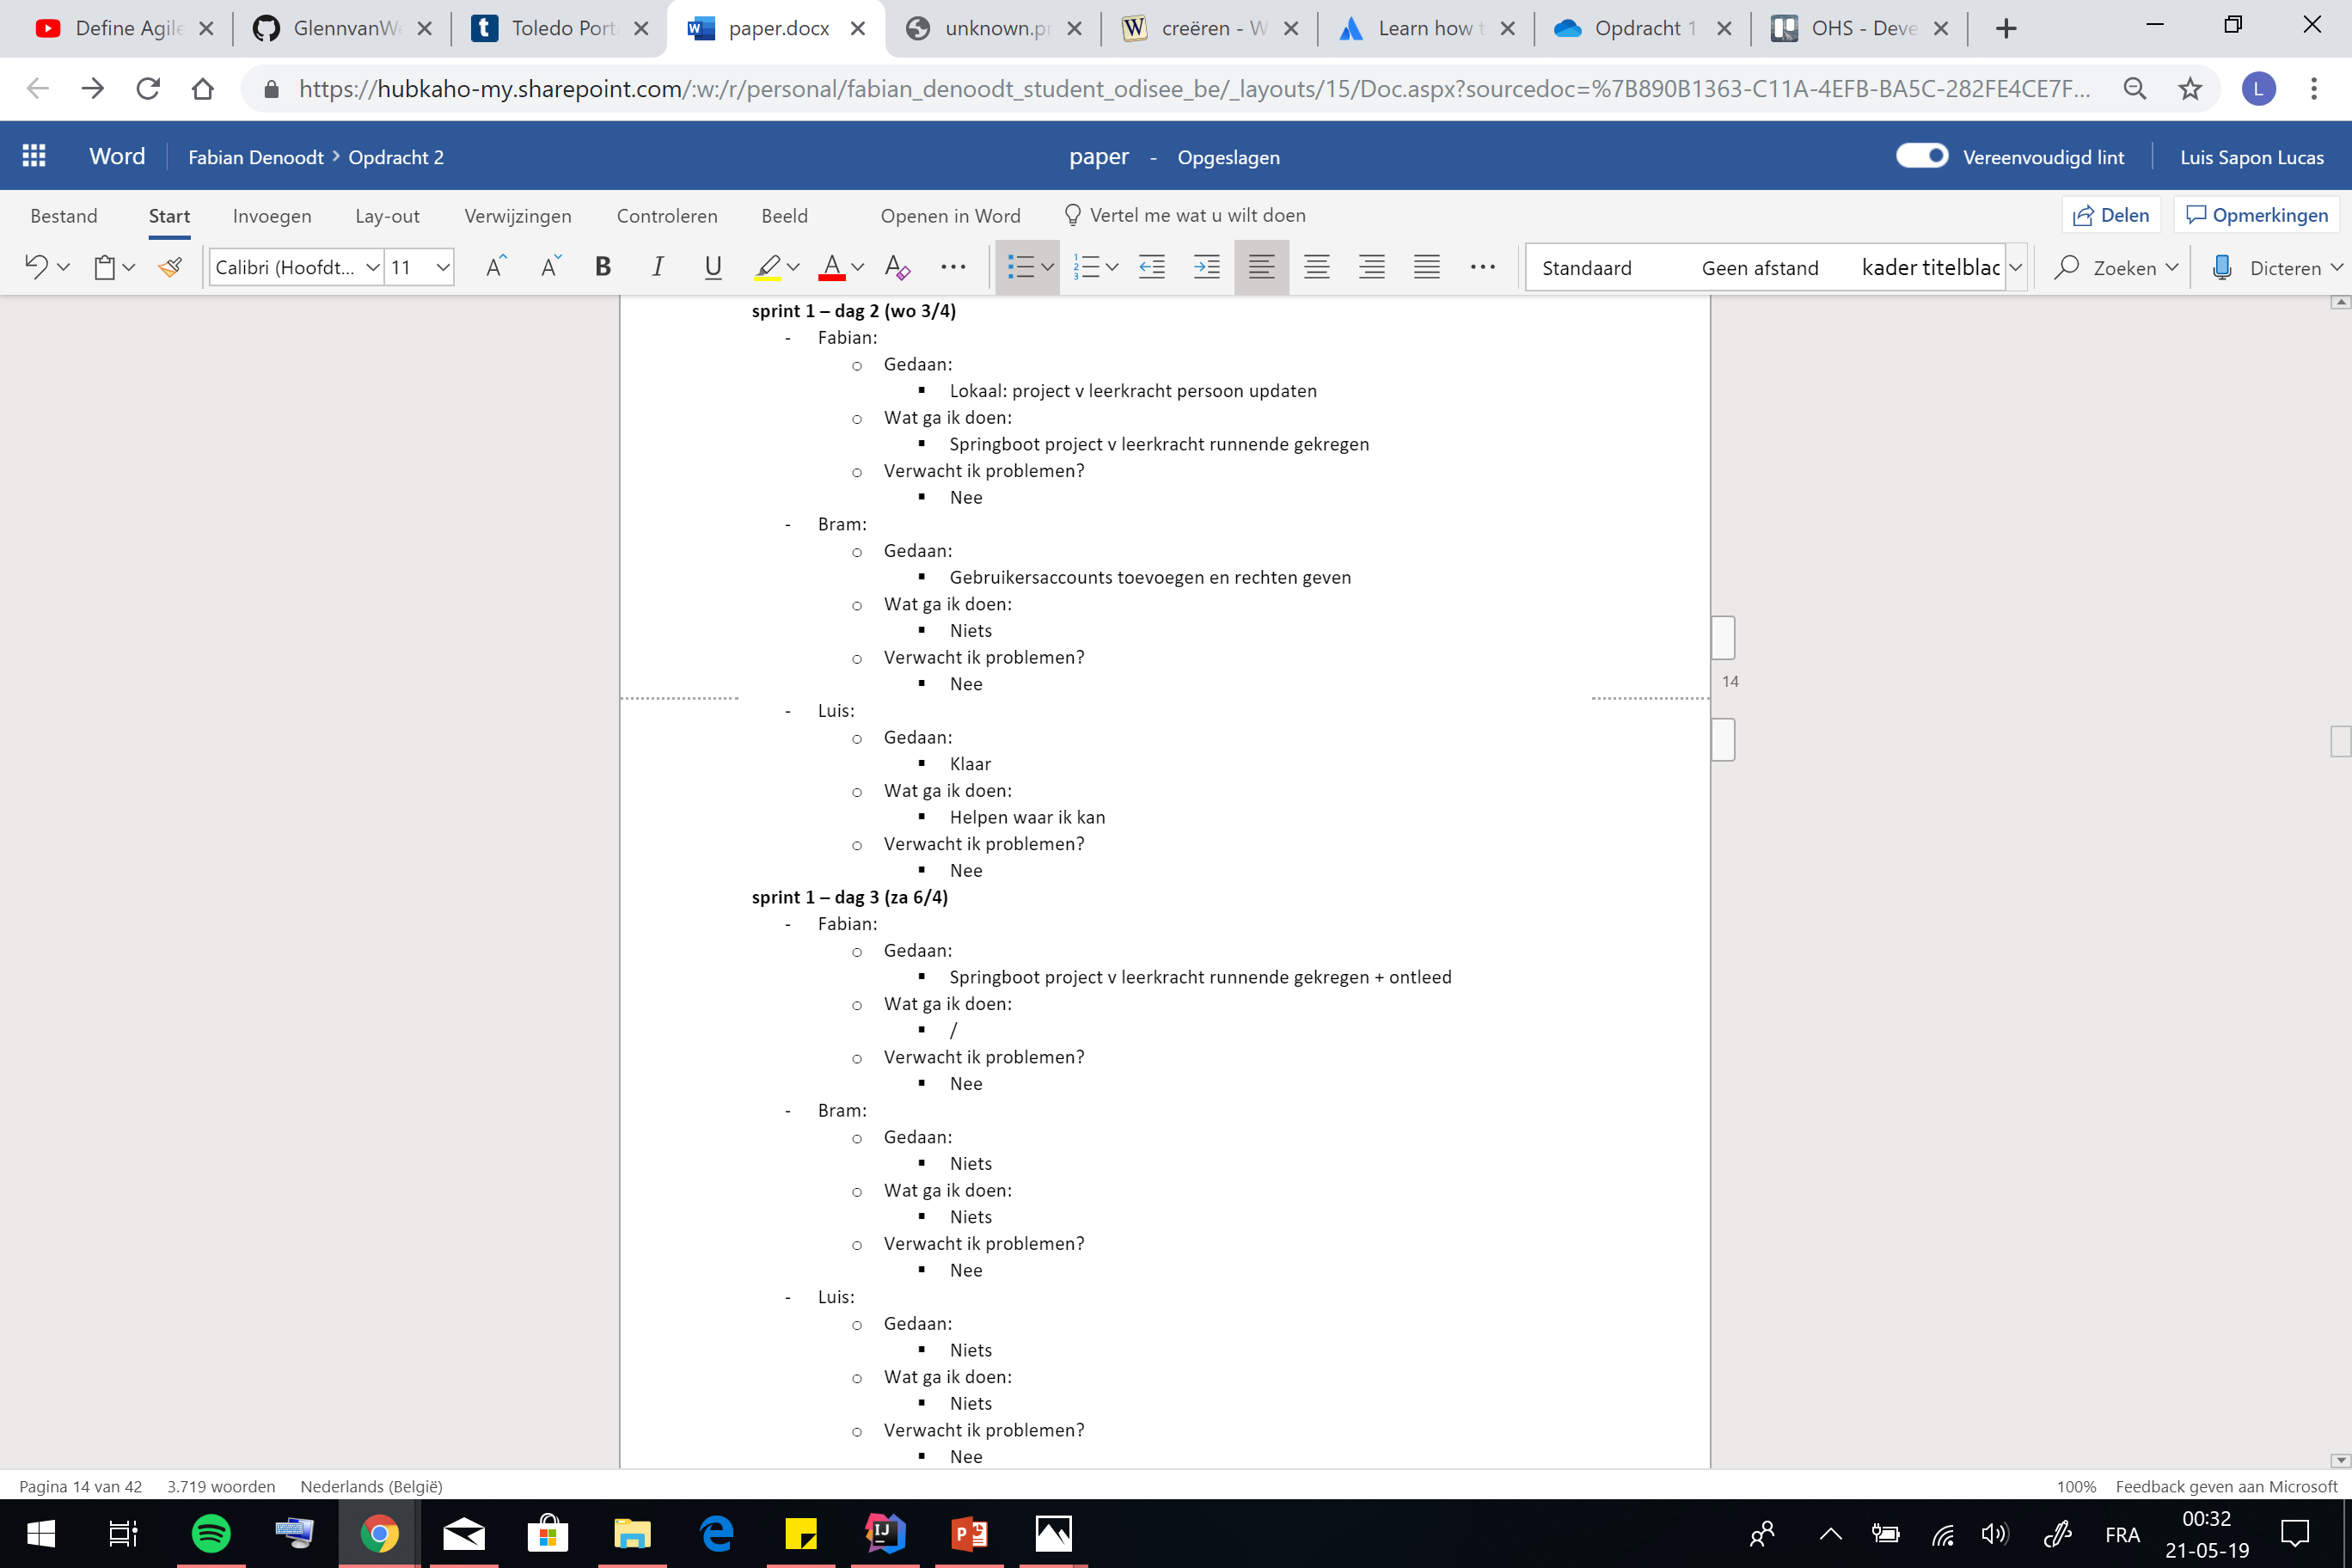 Define Agile
GlennvanWe
Toledo Porta
paper.docx
unknown.pr
creëren - W
Learn how t
Opdracht 1
OHS - Deve
https://hubkaho-my.sharepoint.com/:w:/r/personal/fabian_denoodt_student_odisee_be/_layouts/15/Doc.aspx?sourcedoc=%7B890B1363-C11A-4EFB-BA5C-282FE4CE7F...
L
Word
Fabian Denoodt > Opdracht 2
paper - Opgeslagen
Vereenvoudigd lint
Luis Sapon Lucas
Bestand
Start
Invoegen
Lay-out
Verwijzingen
Controleren
Beeld
Openen in Word
Vertel me wat u wilt doen
Delen
Opmerkingen
Calibri (Hoofdt...
11
Standaard
Geen afstand
kader titelblac
Zoeken
Dicteren
sprint 1 – dag 2 (wo 3/4)
- Fabian:
o Gedaan:
▪ Lokaal: project v leerkracht persoon updaten
o Wat ga ik doen:
▪ Springboot project v leerkracht runnende gekregen
o Verwacht ik problemen?
▪ Nee
- Bram:
o Gedaan:
▪ Gebruikersaccounts toevoegen en rechten geven
o Wat ga ik doen:
▪ Niets
o Verwacht ik problemen?
▪ Nee
14
- Luis:
o Gedaan:
▪ Klaar
o Wat ga ik doen:
▪ Helpen waar ik kan
o Verwacht ik problemen?
▪ Nee
sprint 1 – dag 3 (za 6/4)
- Fabian:
o Gedaan:
▪ Springboot project v leerkracht runnende gekregen + ontleed
o Wat ga ik doen:
▪ /
o Verwacht ik problemen?
▪ Nee
- Bram:
o Gedaan:
▪ Niets
o Wat ga ik doen:
▪ Niets
o Verwacht ik problemen?
▪ Nee
- Luis:
o Gedaan:
▪ Niets
o Wat ga ik doen:
▪ Niets
o Verwacht ik problemen?
▪ Nee
Pagina 14 van 42
3.719 woorden
Nederlands (België)
100%
Feedback geven aan Microsoft
FRA
00:32
21-05-19